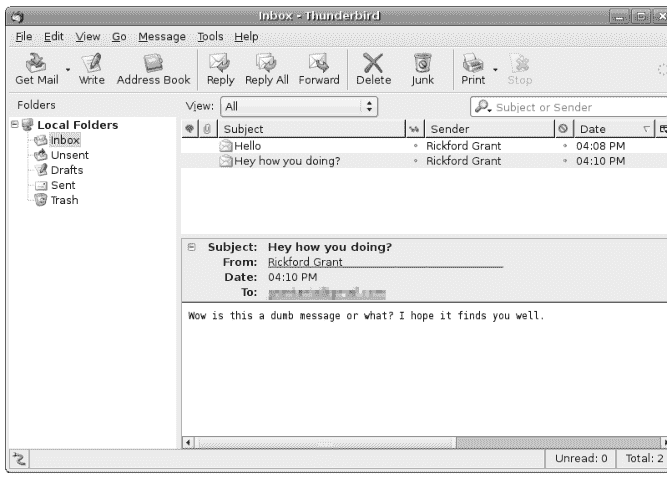 Inbox - Thunderbird
File Edit View Go Message Tools Help
Get Mail Write Address Book Reply Reply All Forward Delete Junk Print Stop
Folders View: All Subject or Sender
Local Folders
Inbox
Unsent
Drafts
Sent
Trash
Subject Sender Date
Hello Rickford Grant 04:08 PM
Hey how you doing? Rickford Grant 04:10 PM
Subject: Hey how you doing?
From: Rickford Grant
Date: 04:10 PM
To:
Wow is this a dumb message or what? I hope it finds you well.
Unread: 0 Total: 2